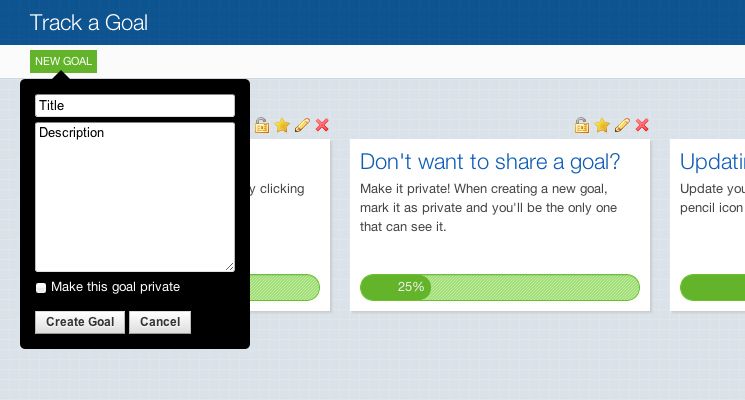 Track a Goal
NEW GOAL
Title
Description
Make this goal private
Create Goal Cancel
clicking
Don't want to share a goal?
Make it private! When creating a new goal,
mark it as private and you'll be the only one
that can see it.
25%
Update
pencil icon